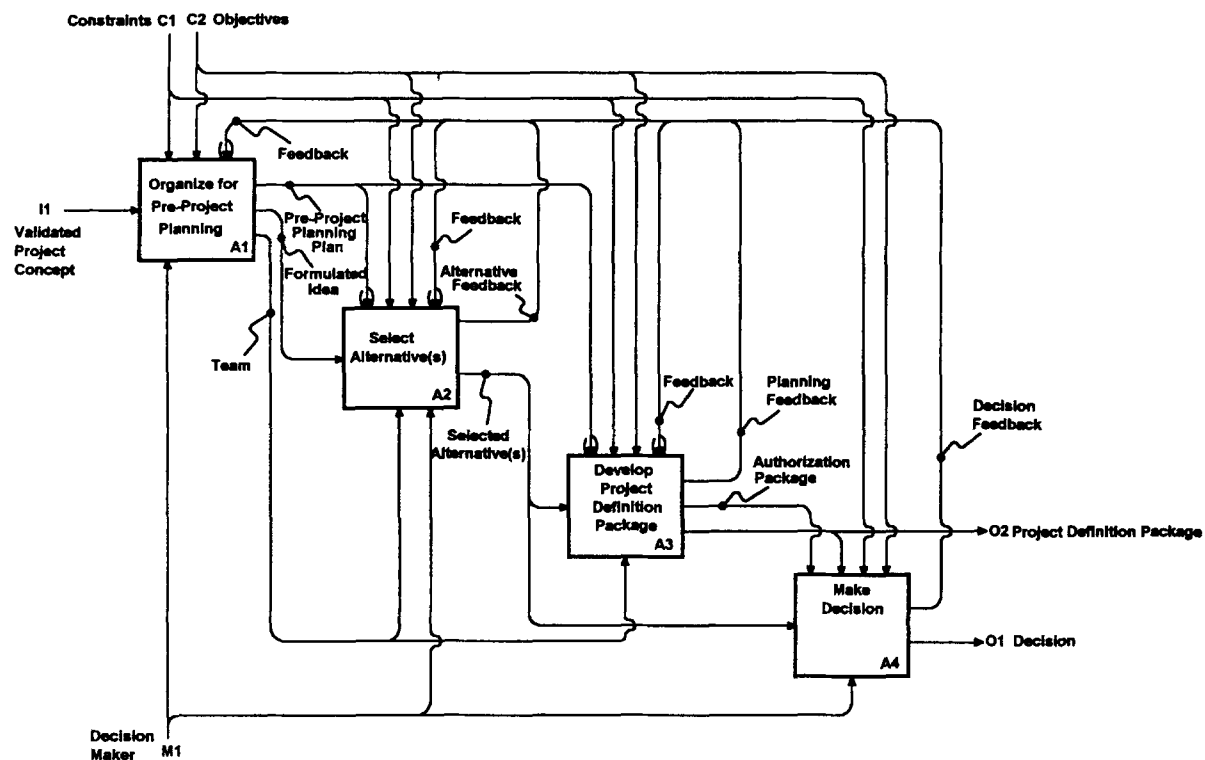 Constraints C1 C2 Objectives
Feedback
Organize for
Pre-Project
Planning
A1
I1
Validated
Project
Concept
Pre-Project
Planning
Plan
Formulated
Idea
Feedback
Alternative
Feedback
Team
Select
Alternative(s)
A2
Selected
Alternative(s)
Feedback
Planning
Feedback
Decision
Feedback
Authorization
Package
Develop
Project
Definition
Package
A3
O2 Project Definition Package
Make
Decision
A4
O1 Decision
Decision
Maker M1